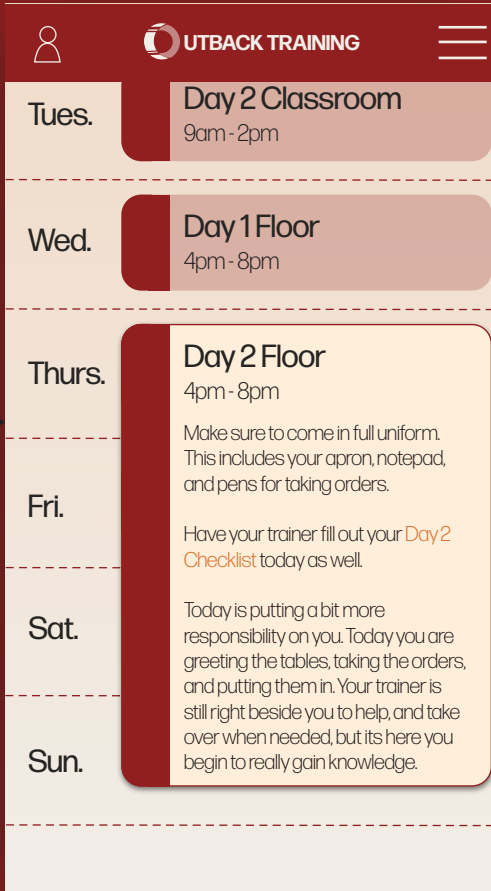 OUTBACK TRAINING
Tues.
Day 2 Classroom
9am - 2pm
Wed.
Day 1 Floor
4pm - 8pm
Thurs.
Day 2 Floor
4pm - 8pm
Make sure to come in full uniform.
This includes your apron, notepad,
and pens for taking orders.
Have your trainer fill out your Day 2
Checklist today as well.
Today is putting a bit more
responsibility on you. Today you are
greeting the tables, taking the orders,
and putting them in. Your trainer is
still right beside you to help, and take
over when needed, but its here you
begin to really gain knowledge.
Fri.
Sat.
Sun.